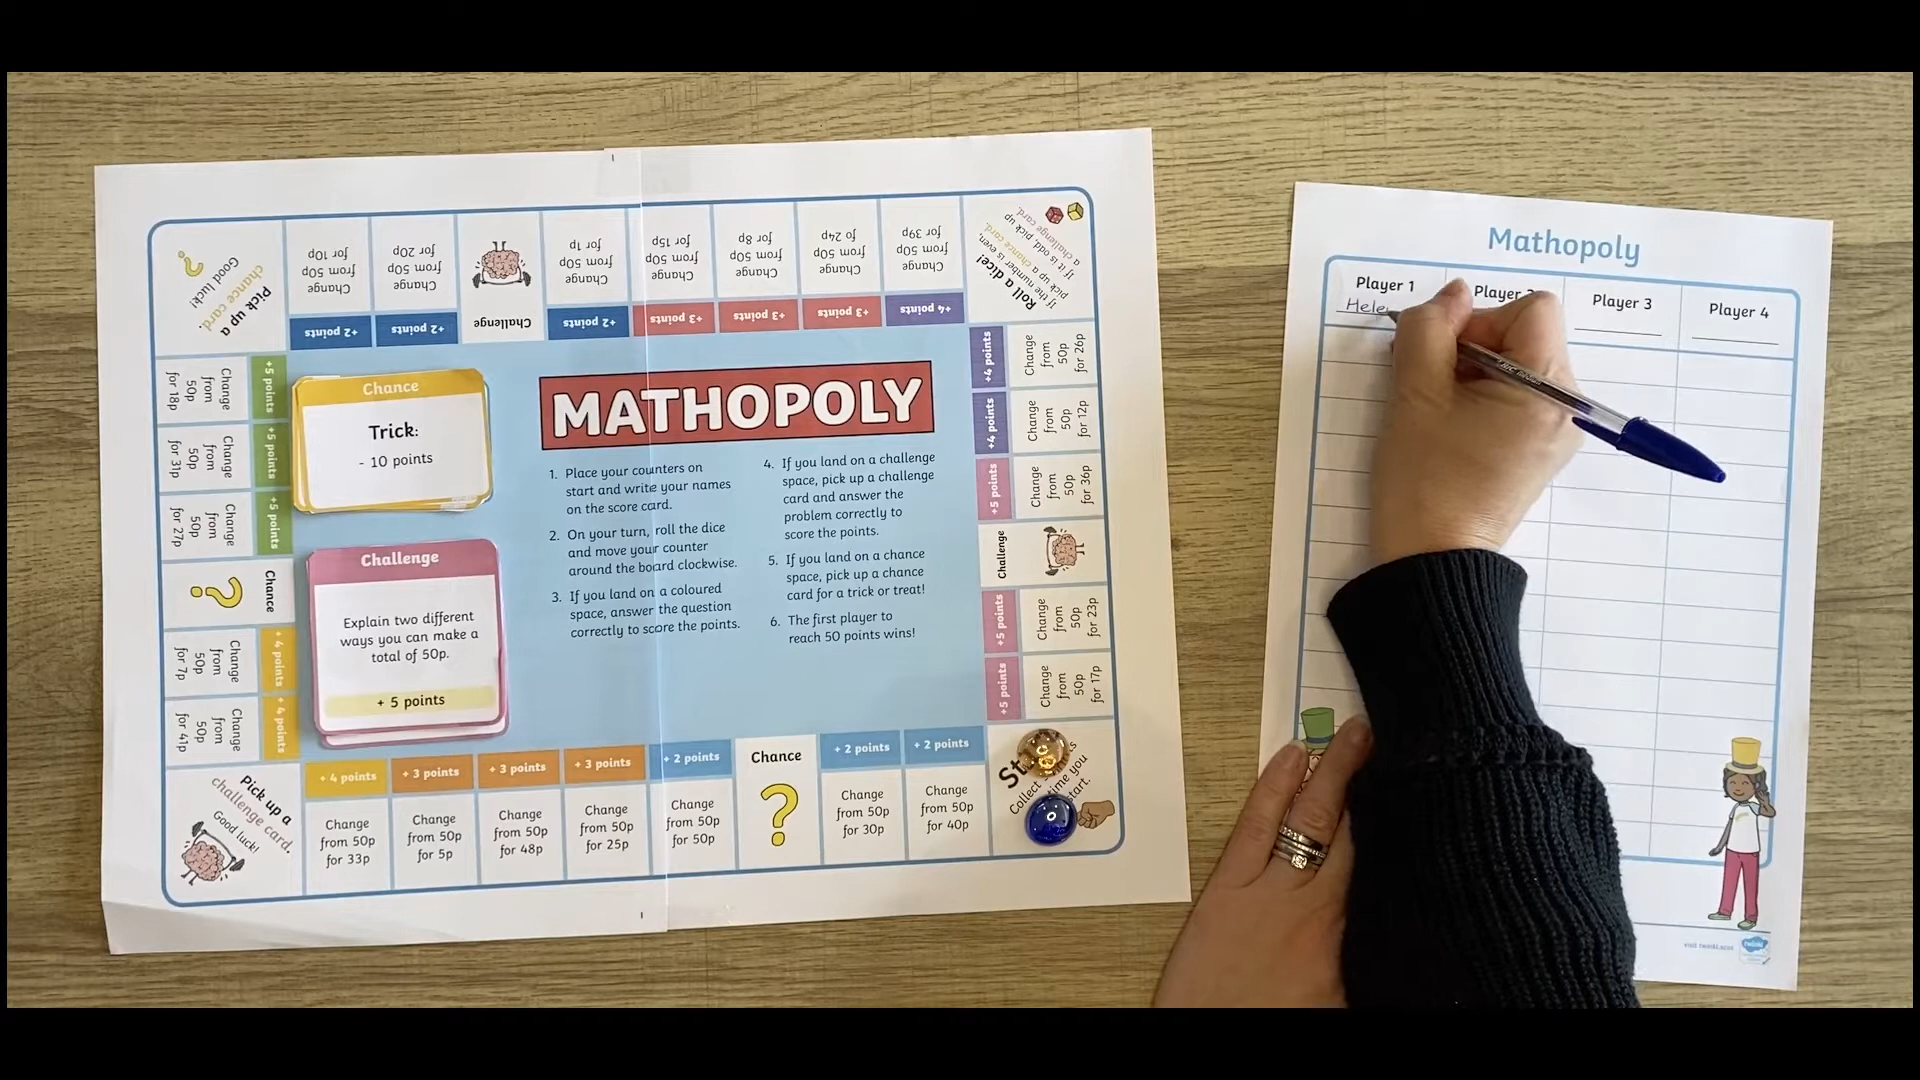 Pick up a
chance card.
Good luck!
Change
from 50p
for 10p
+2 points
Change
from 50p
for 20p
+2 points
Challenge
Change
from 50p
for 1p
+2 points
Change
from 50p
for 15p
+3 points
Change
from 50p
for 8p
+3 points
Change
from 50p
fo 24p
+3 points
Change
from 50p
for 39p
+4 points
Roll a dice!
If the number is even,
pick up a chance card.
If it is odd, pick up
a challenge card.
+4 points
Change
from
50p
for 26p
+4 points
Change
from
50p
for 12p
+5 points
Change
from
50p
for 36p
Challenge
+5 points
Change
from
50p
for 23p
+5 points
Change
from
50p
for 17p
Collect
time you
start.
+ 2 points
Change
from 50p
for 40p
+ 2 points
Change
from 50p
for 30p
Chance
?
+ 2 points
Change
from 50p
for 50p
+ 3 points
Change
from 50p
for 25p
+ 3 points
Change
from 50p
for 48p
+ 3 points
Change
from 50p
for 5p
+ 4 points
Change
from 50p
for 33p
Pick up a
challenge card.
Good luck!
+ 4 points
Change
from
50p
for 41p
+ 4 points
Change
from
50p
for 7p
Chance
?
+5 points
Change
from
50p
for 27p
+5 points
Change
from
50p
for 31p
+5 points
Change
from
50p
for 18p
Chance
Trick:
- 10 points
Challenge
Explain two different
ways you can make a
total of 50p.
+ 5 points
MATHOPOLY
1. Place your counters on
start and write your names
on the score card.
2. On your turn, roll the dice
and move your counter
around the board clockwise.
3. If you land on a coloured
space, answer the question
correctly to score the points.
4. If you land on a challenge
space, pick up a challenge
card and answer the
problem correctly to
score the points.
5. If you land on a chance
space, pick up a chance
card for a trick or treat!
6. The first player to
reach 50 points wins!
Mathopoly
Player 1
Helen
Player 2
Player 3
Player 4
visit twinkl.scot
twinkl